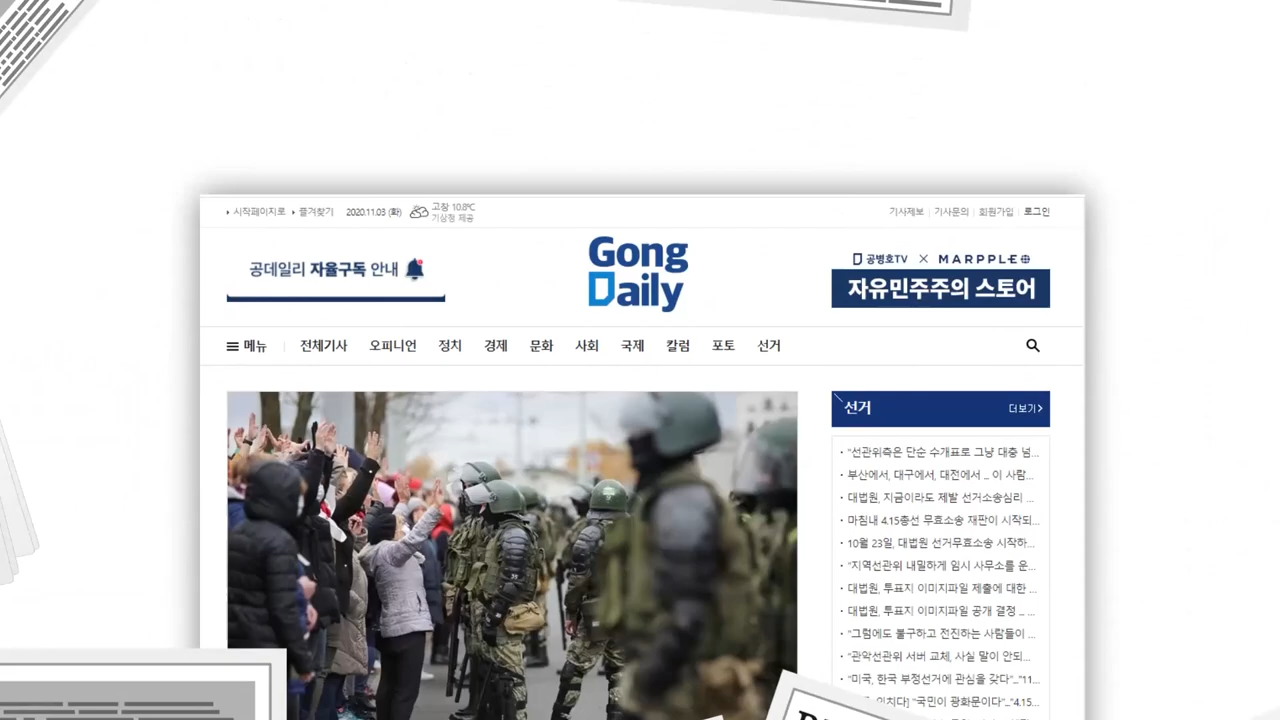 시작페이지로 즐겨찾기 2020.11.03 (화) 고창 10.8℃
기상청 제공
기사제보 기사문의 회원가입 로그인
공데일리 자율구독 안내
Gong
Daily
공병호TV × MARPPLE
자유민주주의 스토어
메뉴 전체기사 오피니언 정치 경제 문화 사회 국제 칼럼 포토 선거
선거 더보기
"선관위측은 단순 수개표로 그냥 대충 넘...
부산에서, 대구에서, 대전에서 ... 이 사람...
대법원, 지금이라도 제발 선거소송심리 ...
마침내 4.15총선 무효소송 재판이 시작되...
10월 23일, 대법원 선거무효소송 시작하...
"지역선관위 내밀하게 임시 사무소를 운...
대법원, 투표지 이미지파일 제출에 대한 ...
대법원, 투표지 이미지파일 공개 결정 ... ...
"그럼에도 불구하고 전진하는 사람들이 ...
"관악선관위 서버 교체, 사실 말이 안되...
"미국, 한국 부정선거에 관심을 갖다"..."11...
"국민이 광화문이다"..."4.15...